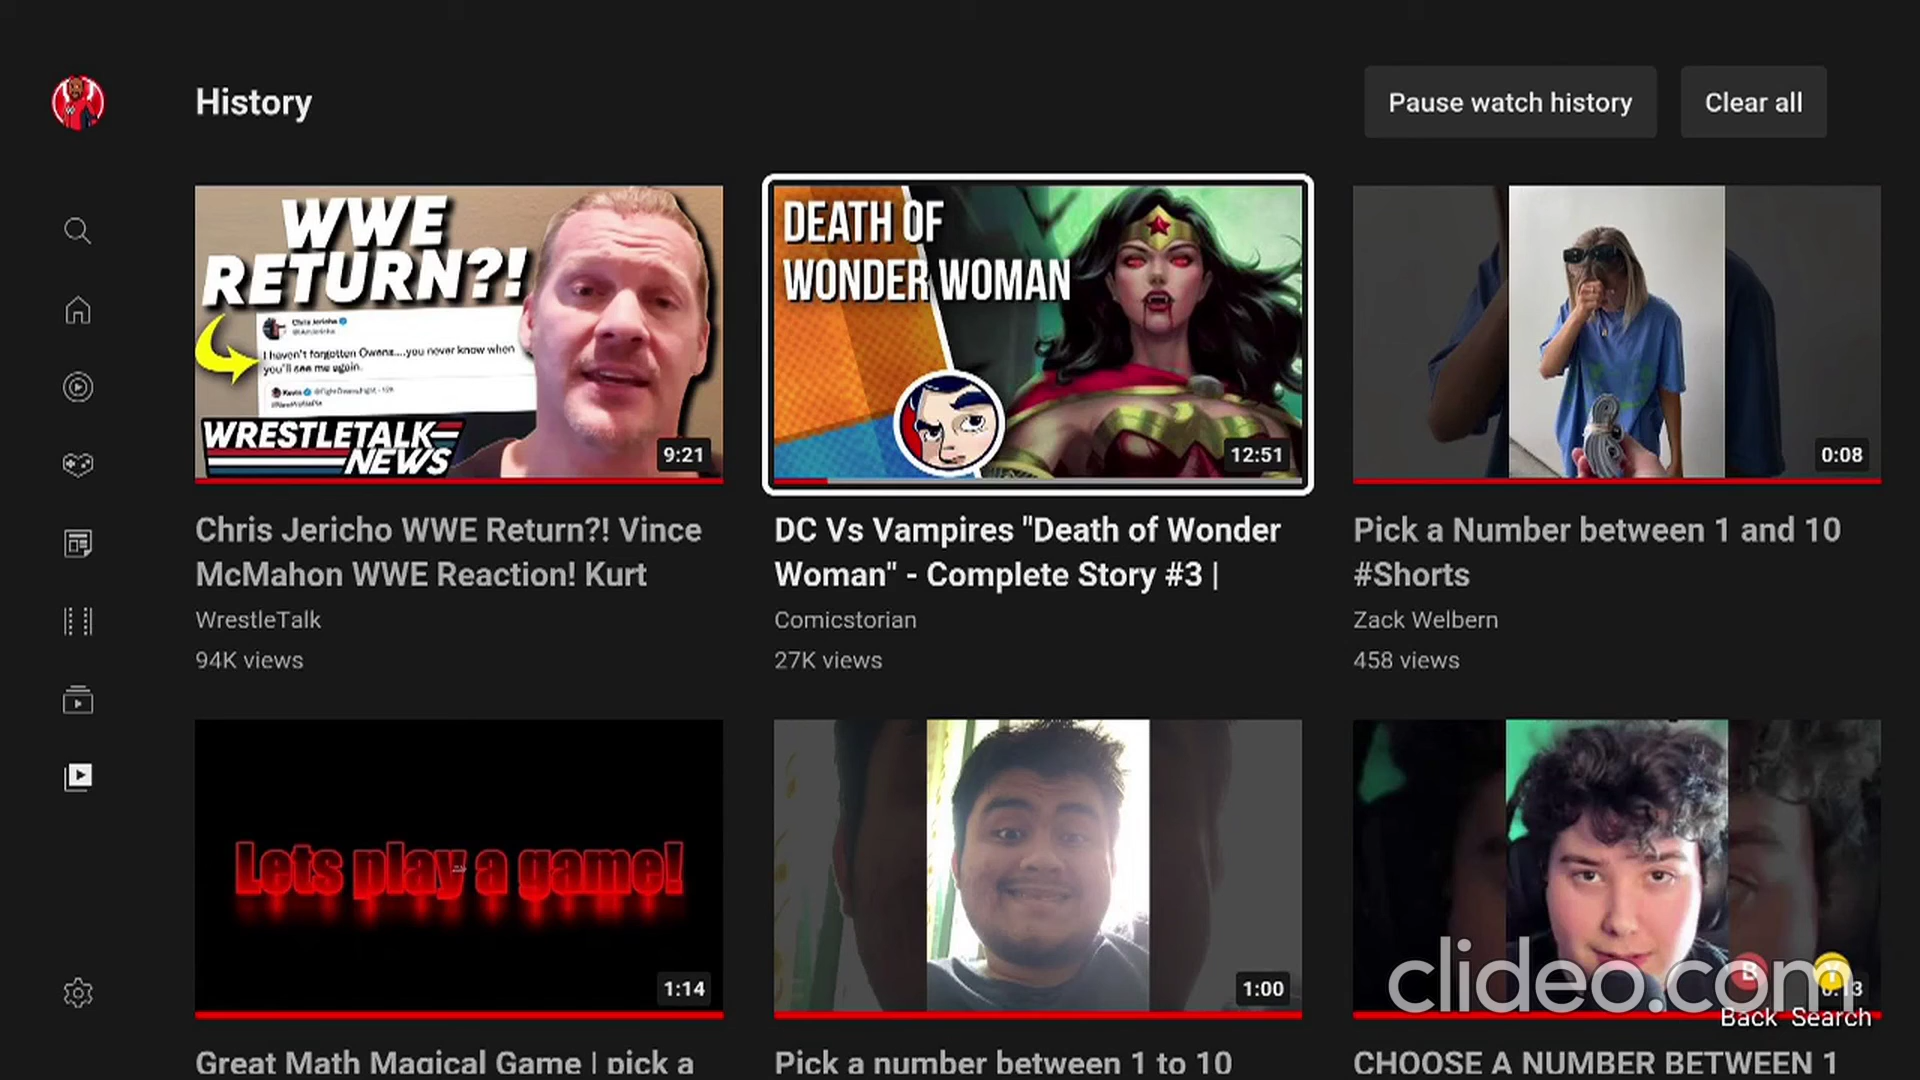 History
Pause watch history
Clear all
WWE
RETURN?!
Chris Jericho
I haven't forgotten Owens....you never know when
you'll see me again.
Kevin
WRESTLETALK
NEWS
9:21
DEATH OF
WONDER WOMAN
12:51
0:08
Chris Jericho WWE Return?! Vince
McMahon WWE Reaction! Kurt
WrestleTalk
94K views
DC Vs Vampires "Death of Wonder
Woman" - Complete Story #3 |
Comicstorian
27K views
Pick a Number between 1 and 10
#Shorts
Zack Welbern
458 views
Lets play a game!
1:14
1:00
clideo.com
B
Y
Back
Search
Great Math Magical Game | pick a
Pick a number between 1 to 10
CHOOSE A NUMBER BETWEEN 1